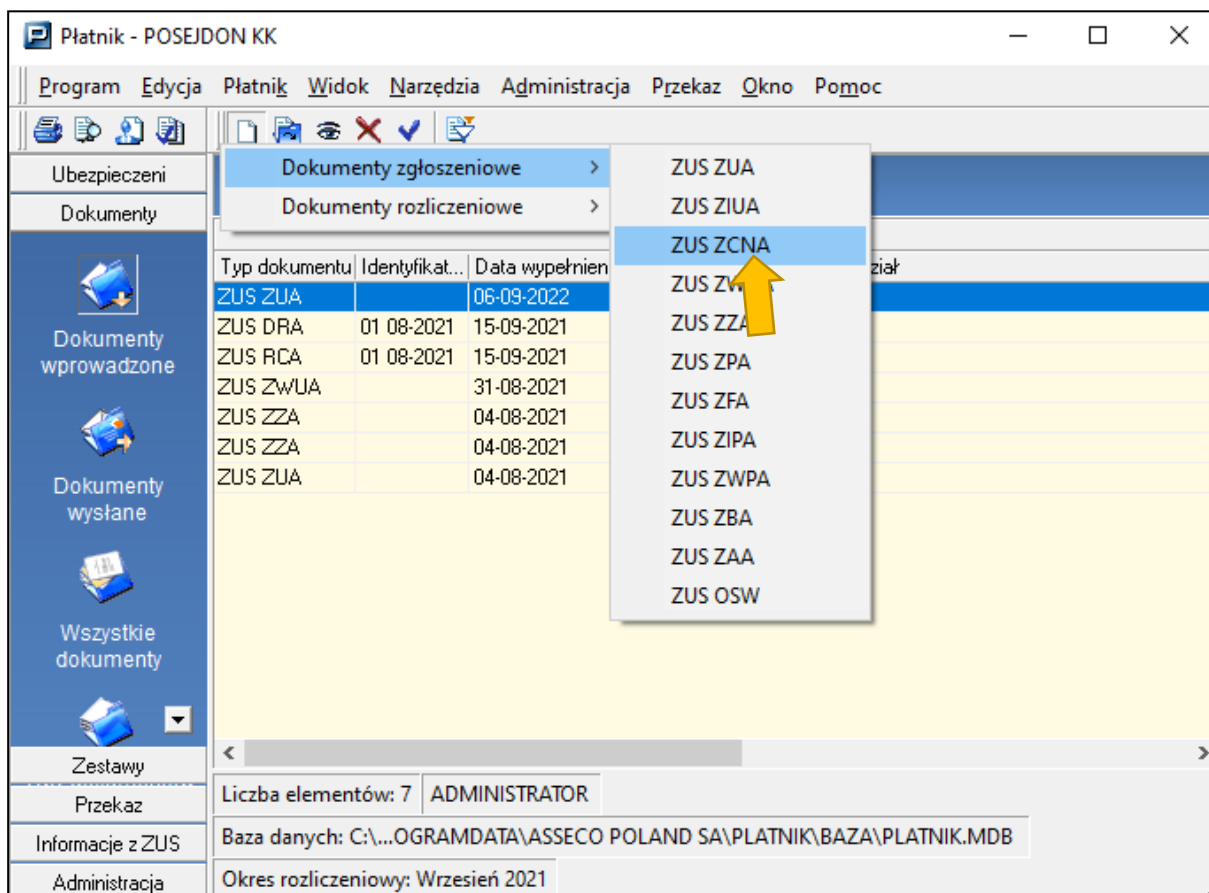 Płatnik - POSEJDON KK
Program Edycja Płatnik Widok Narzędzia Administracja Przekaz Okno Pomoc
Ubezpieczeni
Dokumenty
Dokumenty wprowadzone
Dokumenty wysłane
Wszystkie dokumenty
Zestawy
Przekaz
Informacje z ZUS
Administracja
Dokumenty zgłoszeniowe >
Dokumenty rozliczeniowe >
ZUS ZUA
ZUS ZIUA
ZUS ZCNA
ZUS ZZA
ZUS ZPA
ZUS ZFA
ZUS ZIPA
ZUS ZWPA
ZUS ZBA
ZUS ZAA
ZUS OSW
Typ dokumentu Identyfikat... Data wypełnien
ZUS ZUA 06-09-2022
ZUS DRA 01 08-2021 15-09-2021
ZUS RCA 01 08-2021 15-09-2021
ZUS ZWUA 31-08-2021
ZUS ZZA 04-08-2021
ZUS ZZA 04-08-2021
ZUS ZUA 04-08-2021
Liczba elementów: 7 ADMINISTRATOR
Baza danych: C:\...OGRAMDATA\ASSECO POLAND SA\PLATNIK\BAZA\PLATNIK.MDB
Okres rozliczeniowy: Wrzesień 2021